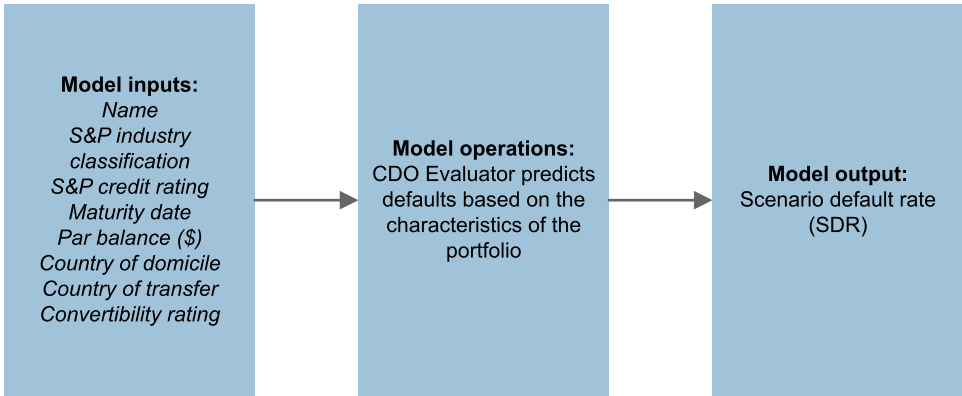 Model inputs:
Name
S&P industry
classification
S&P credit rating
Maturity date
Par balance ($)
Country of domicile
Country of transfer
Convertibility rating
Model operations:
CDO Evaluator predicts
defaults based on the
characteristics of the
portfolio
Model output:
Scenario default rate
(SDR)